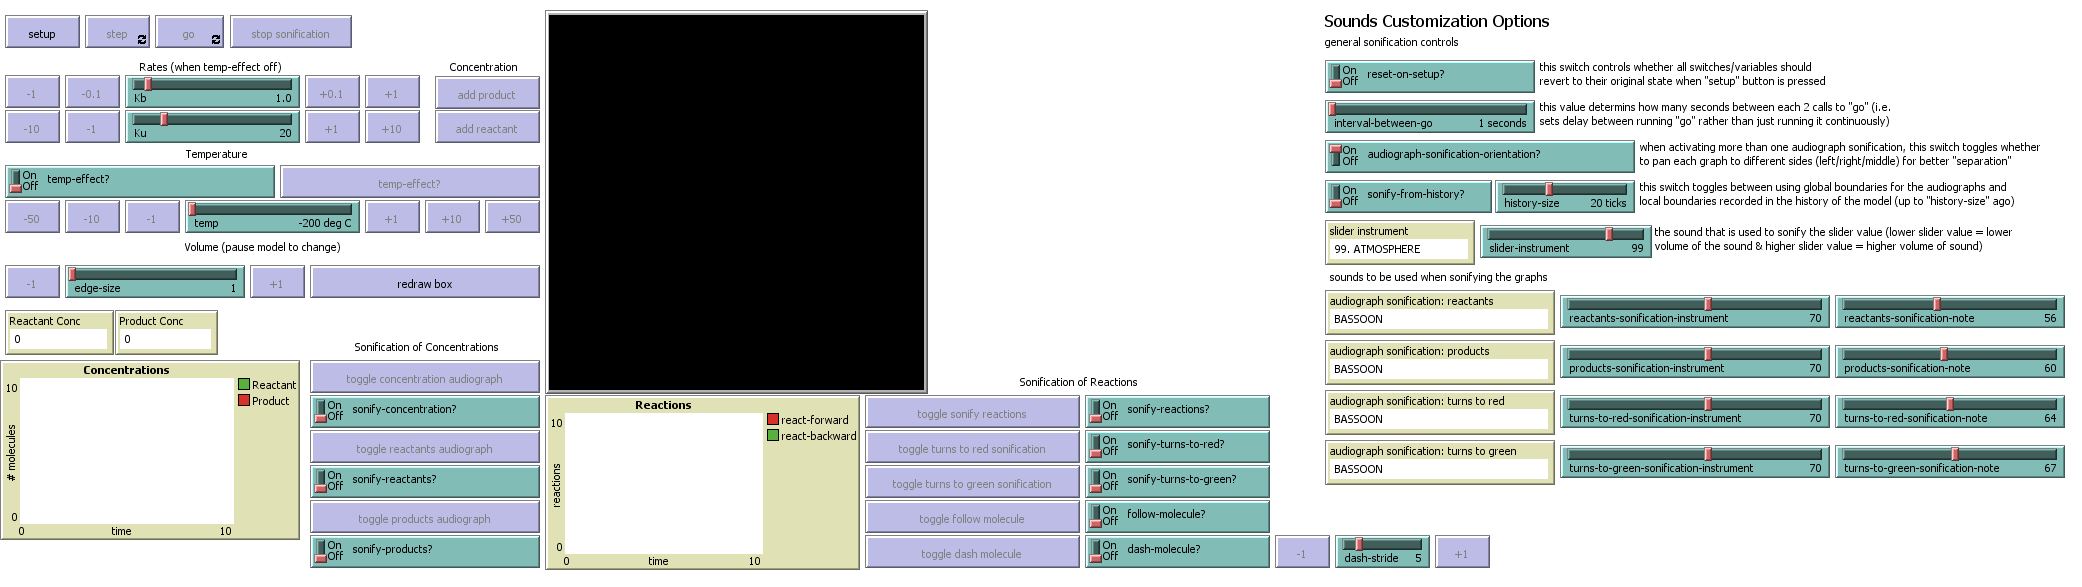 setup
step
go
stop sonification
Rates (when temp-effect off)
Concentration
-1
-0.1
Kb 1.0
+0.1
+1
add product
-10
-1
Ku 20
+1
+10
add reactant
Temperature
On
Off
temp-effect?
temp-effect?
-50
-10
-1
temp -200 deg C
+1
+10
+50
Volume (pause model to change)
-1
edge-size 1
+1
redraw box
Reactant Conc
0
Product Conc
0
Concentrations
10
# molecules
0
0
time
10
Reactant
Product
Sonification of Concentrations
toggle concentration audiograph
On
Off
sonify-concentration?
toggle reactants audiograph
On
Off
sonify-reactants?
toggle products audiograph
On
Off
sonify-products?
Reactions
10
reactions
0
0
time
10
react-forward
react-backward
Sonification of Reactions
toggle sonify reactions
On
Off
sonify-reactions?
toggle turns to red sonification
On
Off
sonify-turns-to-red?
toggle turns to green sonification
On
Off
sonify-turns-to-green?
toggle follow molecule
On
Off
follow-molecule?
toggle dash molecule
On
Off
dash-molecule?
-1
dash-stride 5
+1
Sounds Customization Options
general sonification controls
On
Off
reset-on-setup?
this switch controls whether all switches/variables should
revert to their original state when "setup" button is pressed
interval-between-go 1 seconds
this value determins how many seconds between each 2 calls to "go" (i.e.
sets delay between running "go" rather than just running it continuously)
On
Off
audiograph-sonification-orientation?
when activating more than one audiograph sonification, this switch toggles whether
to pan each graph to different sides (left/right/middle) for better "separation"
On
Off
sonify-from-history?
history-size 20 ticks
this switch toggles between using global boundaries for the audiographs and
local boundaries recorded in the history of the model (up to "history-size" ago)
slider instrument
99. ATMOSPHERE
slider-instrument 99
the sound that is used to sonify the slider value (lower slider value = lower
volume of the sound & higher slider value = higher volume of sound)
sounds to be used when sonifying the graphs
audiograph sonification: reactants
BASSOON
reactants-sonification-instrument 70
reactants-sonification-note 56
audiograph sonification: products
BASSOON
products-sonification-instrument 70
products-sonification-note 60
audiograph sonification: turns to red
BASSOON
turns-to-red-sonification-instrument 70
turns-to-red-sonification-note 64
audiograph sonification: turns to green
BASSOON
turns-to-green-sonification-instrument 70
turns-to-green-sonification-note 67